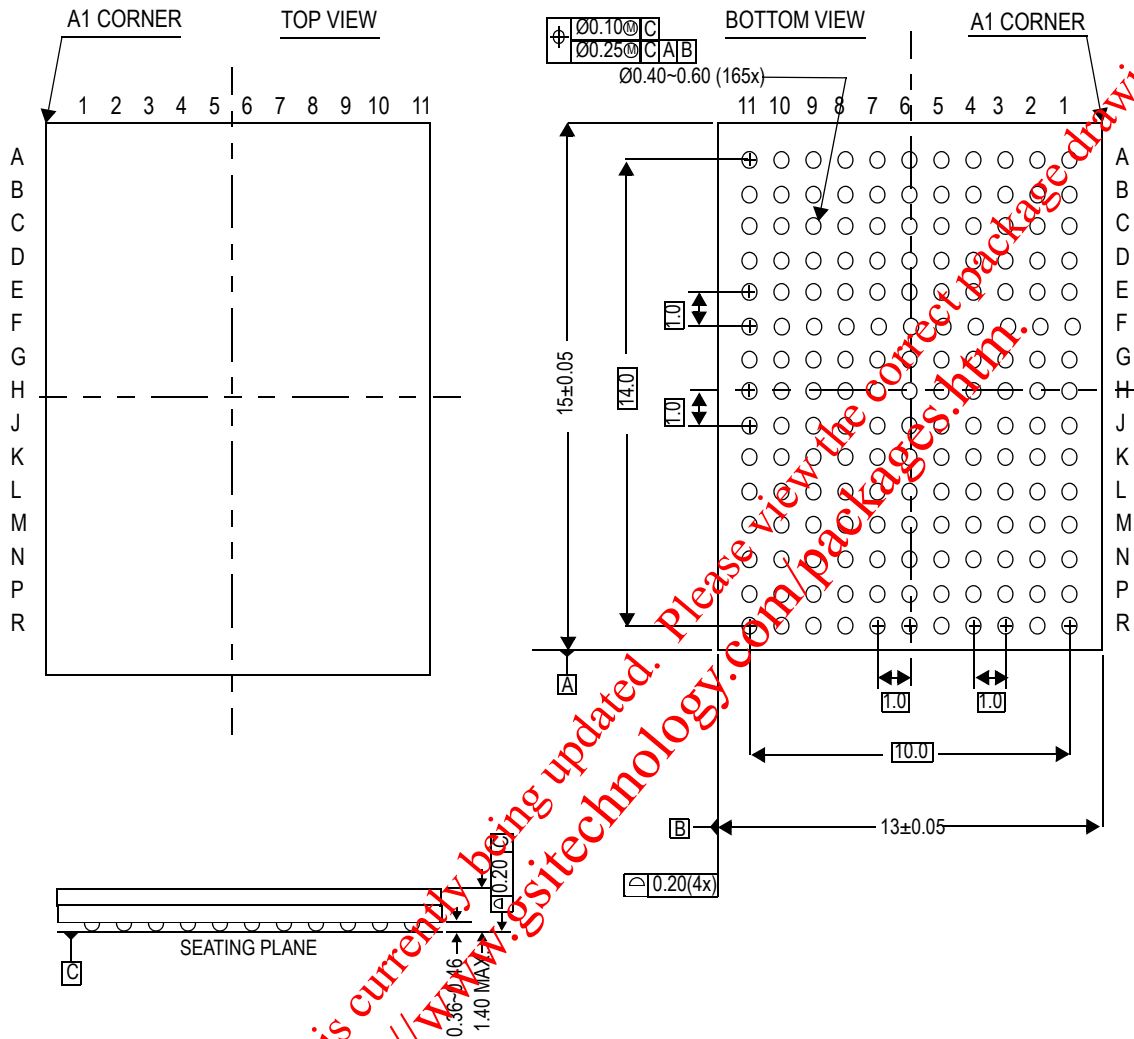 A1 CORNER
TOP VIEW
BOTTOM VIEW
A1 CORNER
Ø0.10Ⓜ C
Ø0.25Ⓜ C A B
Ø0.40~0.60 (165x)
1 2 3 4 5 6 7 8 9 10 11
11 10 9 8 7 6 5 4 3 2 1
A
B
C
D
E
F
G
H
J
K
L
M
N
P
R
A
B
C
D
E
F
G
H
J
K
L
M
N
P
R
15±0.05
14.0
1.0
1.0
1.0
1.0
10.0
13±0.05
A
B
0.20(4x)
0.20 C
SEATING PLANE
C
0.36~0.46
1.40 MAX.
is currently being updated. Please view the correct package drawi
//www.gsitechnology.com/packages.htm.